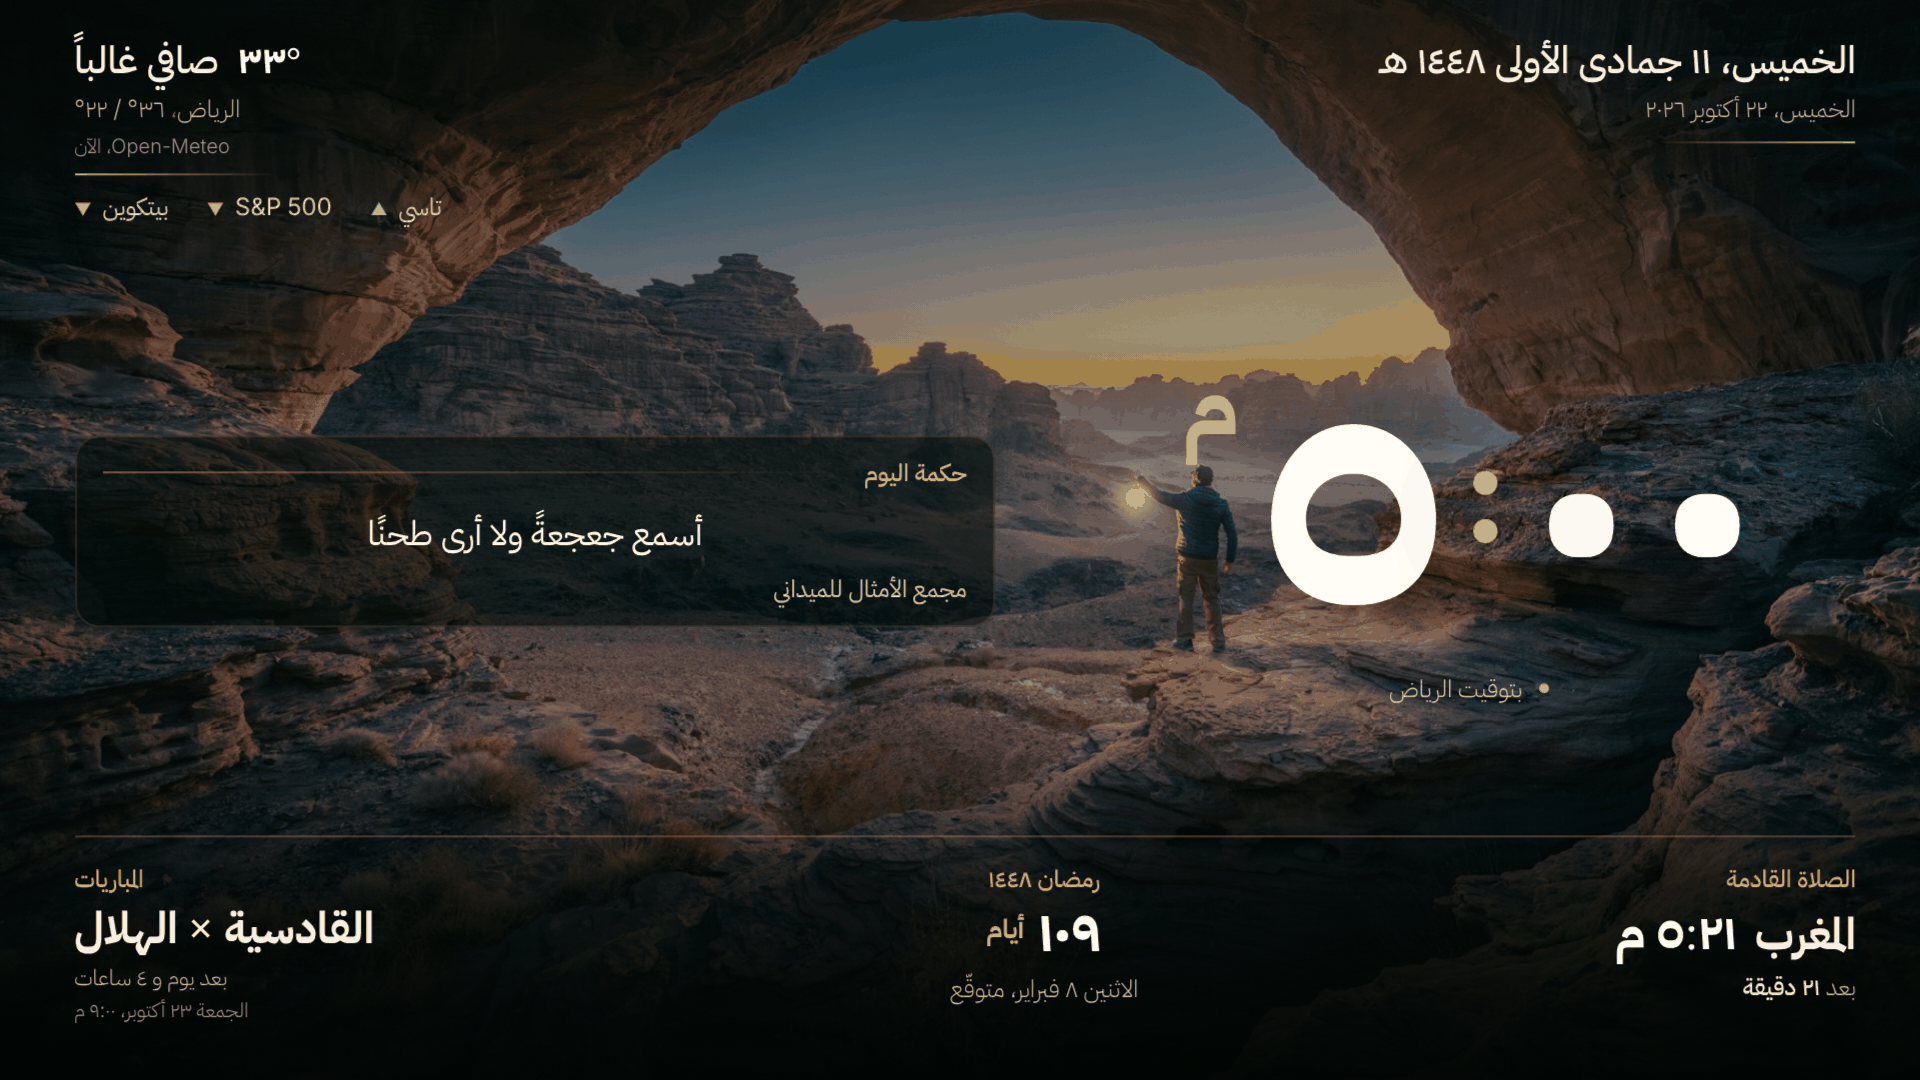 الخميس، ١١ جمادى الأولى ١٤٤٨ هـ
الخميس، ٢٢ أكتوبر ٢٠٢٦
٣٣° صافي غالباً
الرياض، ٣٦° / ٢٢°
Open-Meteo، الآن
تاسي ▲ S&P 500 ▼ بيتكوين ▼
٥:٠٠ م
بتوقيت الرياض
حكمة اليوم
أسمع جعجعةً ولا أرى طحنًا
مجمع الأمثال للميداني
الصلاة القادمة
المغرب ٥:٢١ م
بعد ٢١ دقيقة
رمضان ١٤٤٨
١٠٩ أيام
الاثنين ٨ فبراير، متوقّع
المباريات
القادسية × الهلال
بعد يوم و ٤ ساعات
الجمعة ٢٣ أكتوبر، ٩:٠٠ م